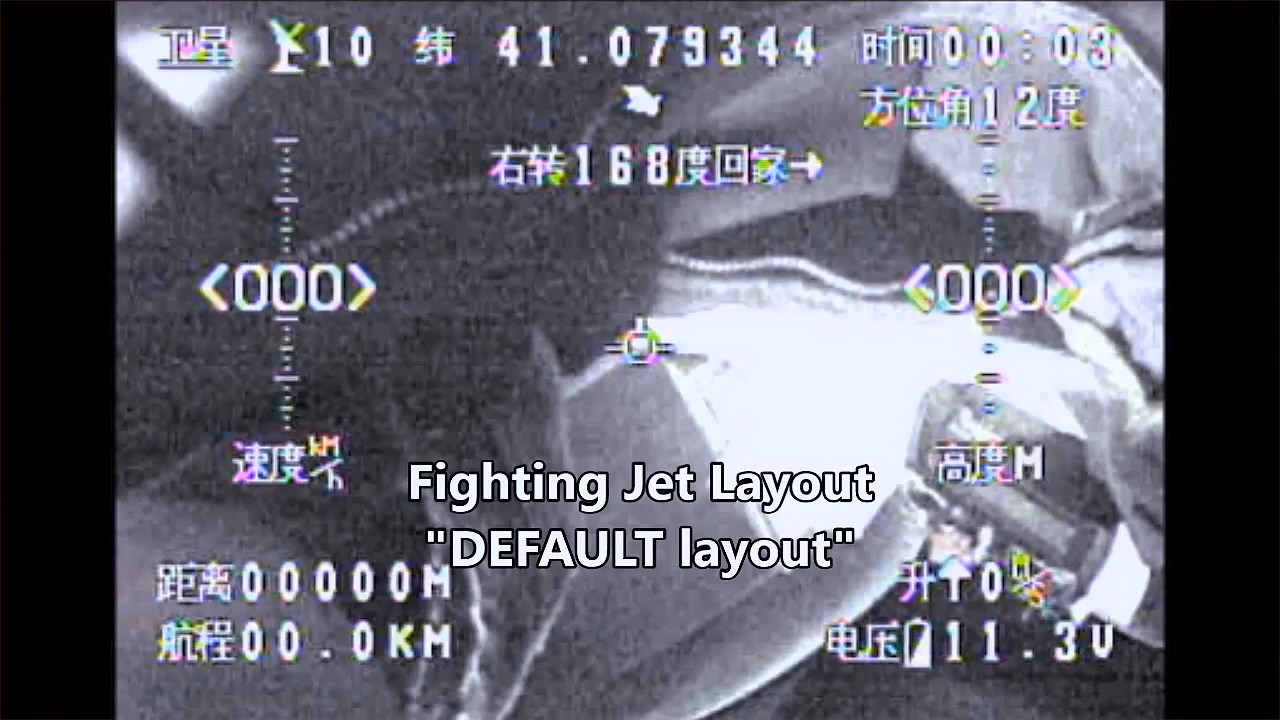 卫星 10 纬 41.079344 时间00:03
方位角12度
右转168度回家→
<000> <000>
速度KM/h 高度M
Fighting Jet Layout
"DEFAULT layout"
距离00000M 升↑0M/S
航程00.0KM 电压11.3V